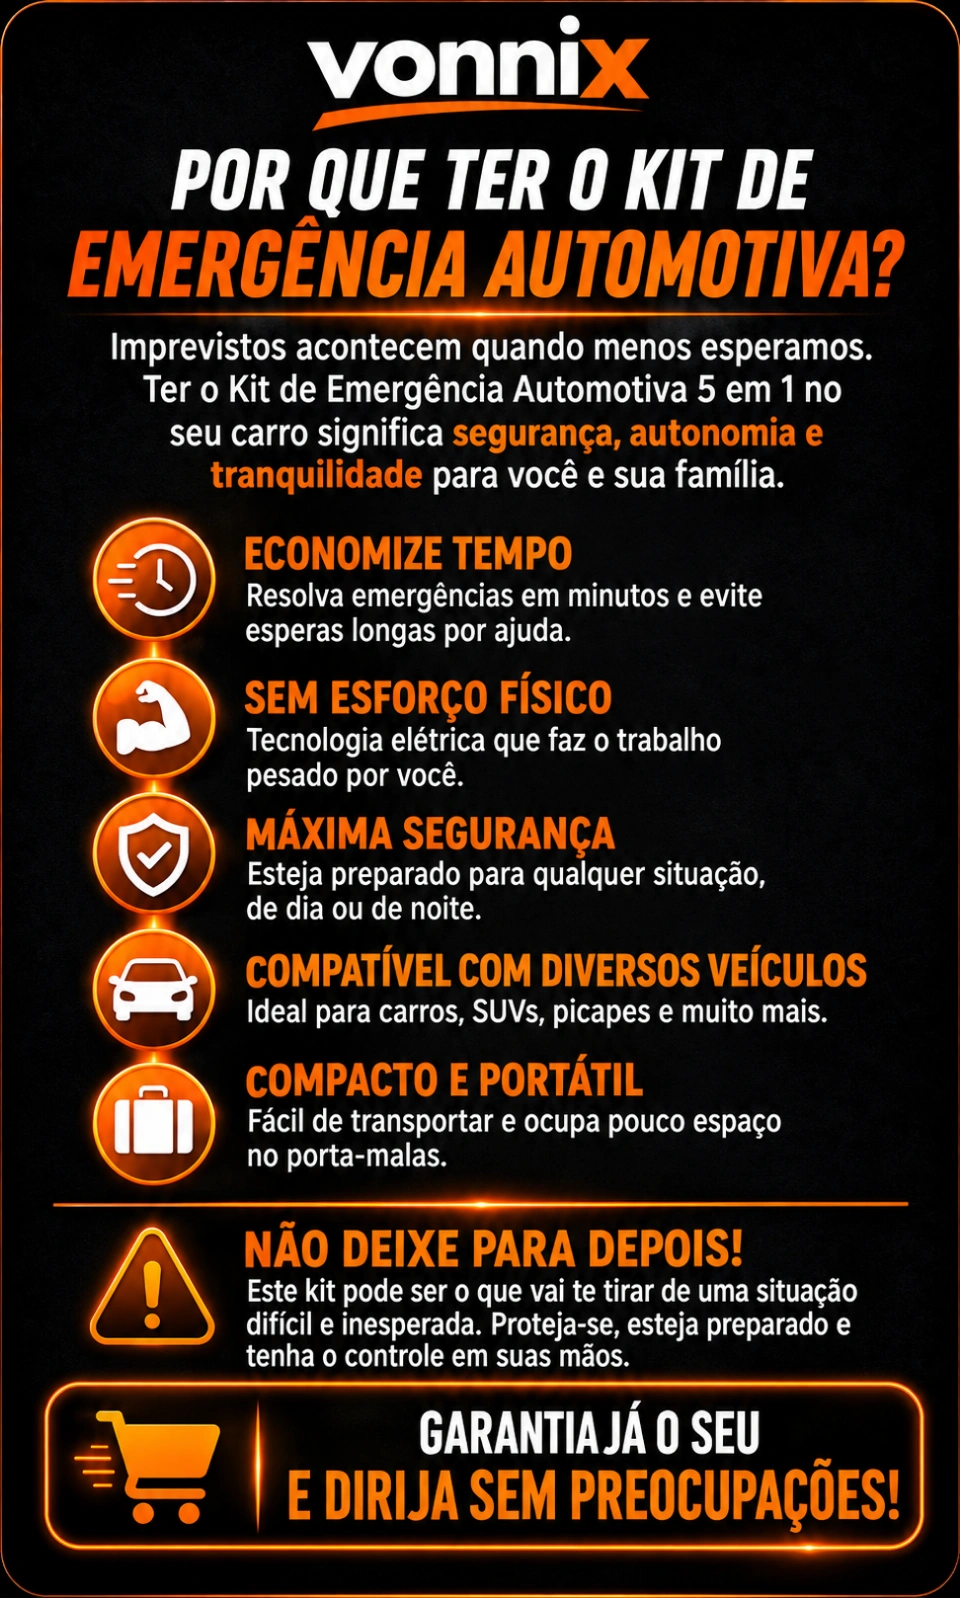 vonnix
POR QUE TER O KIT DE
EMERGÊNCIA AUTOMOTIVA?
Imprevistos acontecem quando menos esperamos.
Ter o Kit de Emergência Automotiva 5 em 1 no
seu carro significa segurança, autonomia e
tranquilidade para você e sua família.
ECONOMIZE TEMPO
Resolva emergências em minutos e evite
esperas longas por ajuda.
SEM ESFORÇO FÍSICO
Tecnologia elétrica que faz o trabalho
pesado por você.
MÁXIMA SEGURANÇA
Esteja preparado para qualquer situação,
de dia ou de noite.
COMPATÍVEL COM DIVERSOS VEÍCULOS
Ideal para carros, SUVs, picapes e muito mais.
COMPACTO E PORTÁTIL
Fácil de transportar e ocupa pouco espaço
no porta-malas.
NÃO DEIXE PARA DEPOIS!
Este kit pode ser o que vai te tirar de uma situação
difícil e inesperada. Proteja-se, esteja preparado e
tenha o controle em suas mãos.
GARANTIA JÁ O SEU
E DIRIJA SEM PREOCUPAÇÕES!